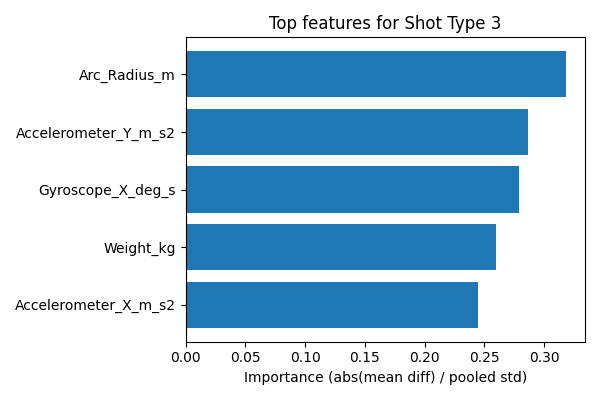 Top features for Shot Type 3
Arc_Radius_m
Accelerometer_Y_m_s2
Gyroscope_X_deg_s
Weight_kg
Accelerometer_X_m_s2
0.00 0.05 0.10 0.15 0.20 0.25 0.30
Importance (abs(mean diff) / pooled std)